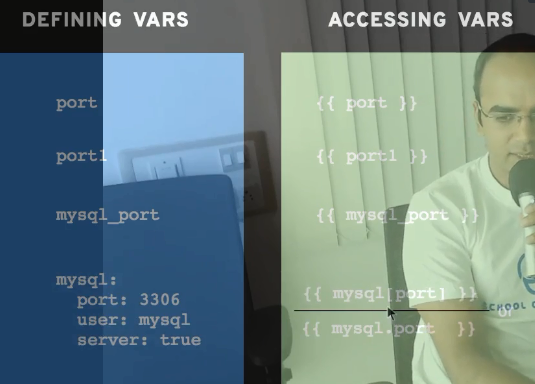 DEFINING VARS
ACCESSING VARS
port
{{ port }}
port1
{{ port1 }}
mysql_port
{{ mysql_port }}
mysql:
port: 3306
user: mysql
server: true
{{ mysql[port] }}
or
{{ mysql.port }}
SCHOOL